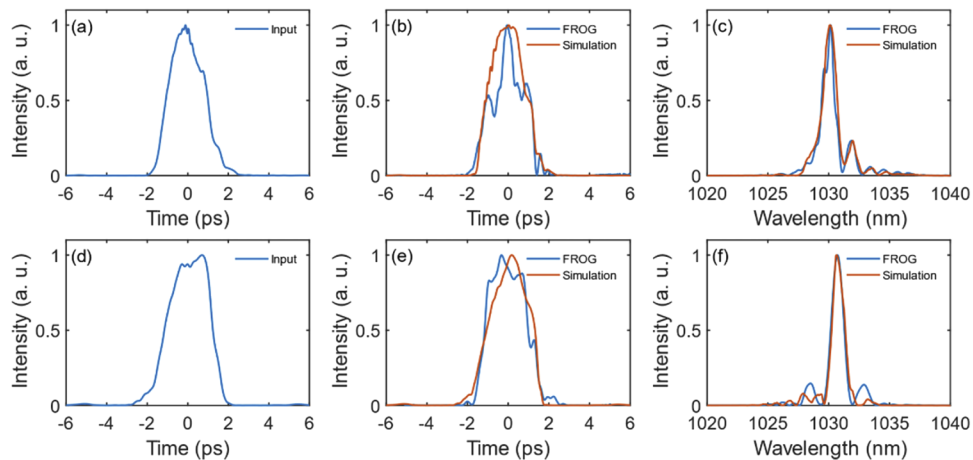 (a)
Input
Intensity (a. u.)
1
0.5
0
-6 -4 -2 0 2 4 6
Time (ps)
(b)
FROG
Simulation
Intensity (a. u.)
1
0.5
0
-6 -4 -2 0 2 4 6
Time (ps)
(c)
FROG
Simulation
Intensity (a. u.)
1
0.5
0
1020 1025 1030 1035 1040
Wavelength (nm)
(d)
Input
Intensity (a. u.)
1
0.5
0
-6 -4 -2 0 2 4 6
Time (ps)
(e)
FROG
Simulation
Intensity (a. u.)
1
0.5
0
-6 -4 -2 0 2 4 6
Time (ps)
(f)
FROG
Simulation
Intensity (a. u.)
1
0.5
0
1020 1025 1030 1035 1040
Wavelength (nm)